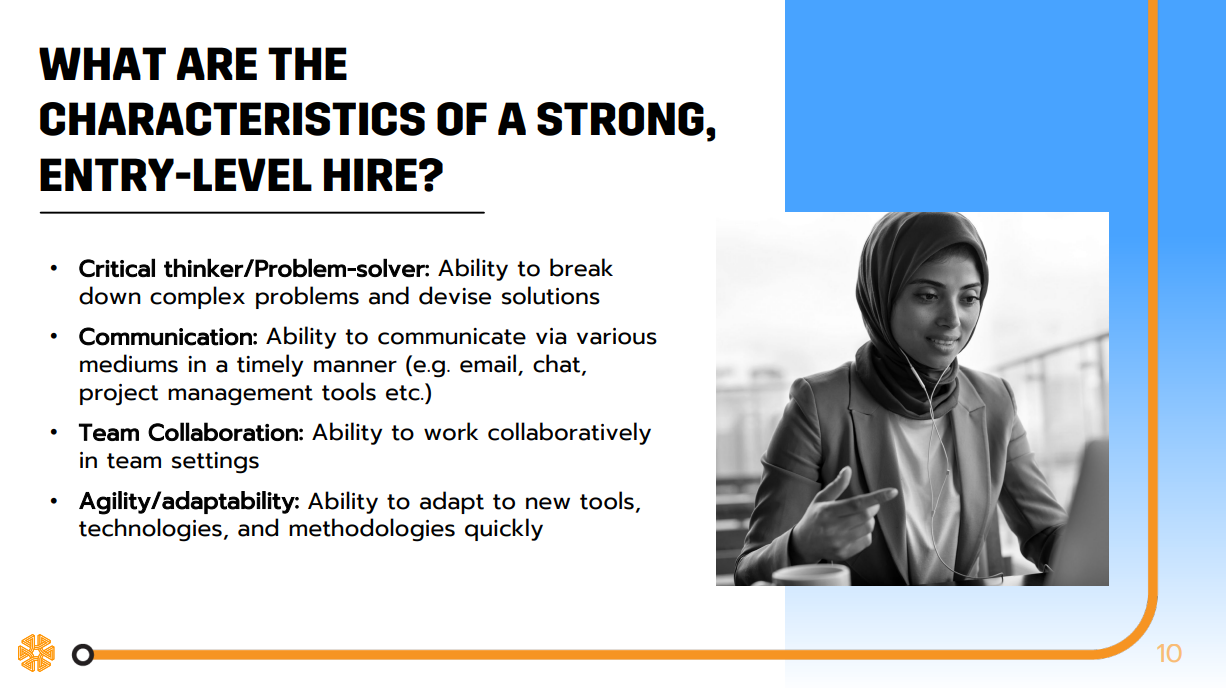 WHAT ARE THE
CHARACTERISTICS OF A STRONG,
ENTRY-LEVEL HIRE?
• Critical thinker/Problem-solver: Ability to break
down complex problems and devise solutions
• Communication: Ability to communicate via various
mediums in a timely manner (e.g. email, chat,
project management tools etc.)
• Team Collaboration: Ability to work collaboratively
in team settings
• Agility/adaptability: Ability to adapt to new tools,
technologies, and methodologies quickly
10